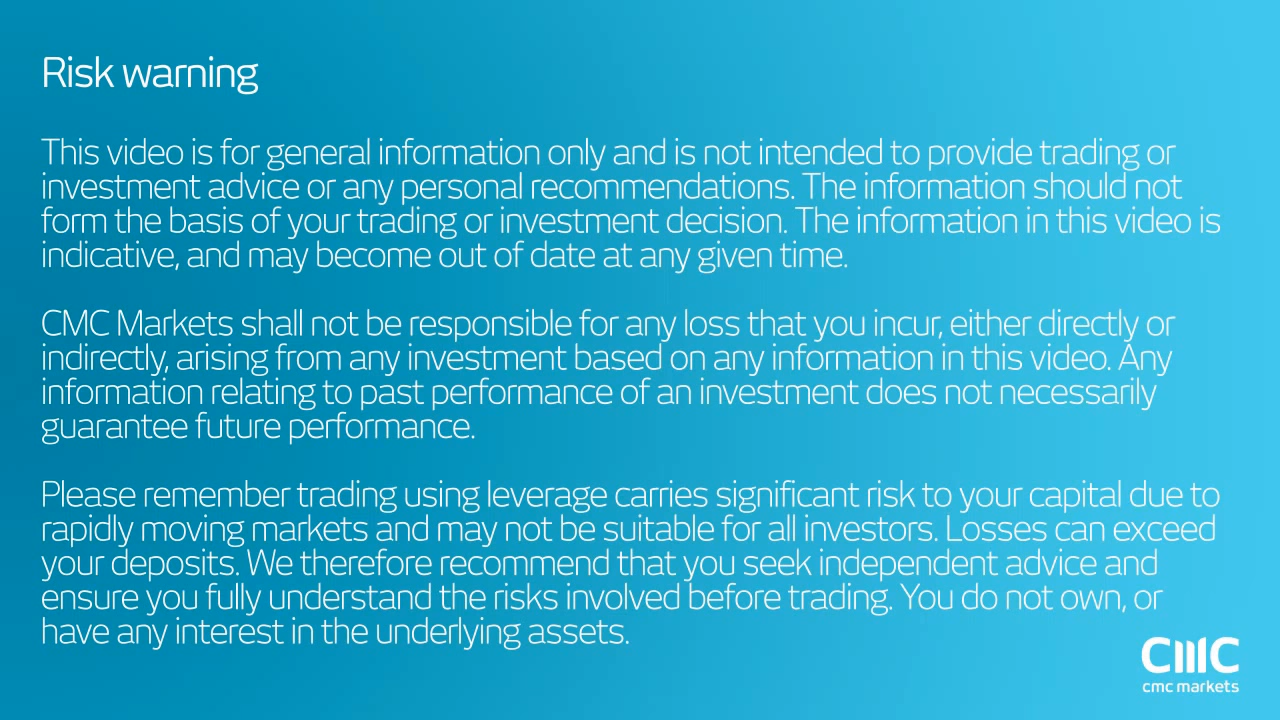 Risk warning
This video is for general information only and is not intended to provide trading or
investment advice or any personal recommendations. The information should not
form the basis of your trading or investment decision. The information in this video is
indicative, and may become out of date at any given time.
CMC Markets shall not be responsible for any loss that you incur, either directly or
indirectly, arising from any investment based on any information in this video. Any
information relating to past performance of an investment does not necessarily
guarantee future performance.
Please remember trading using leverage carries significant risk to your capital due to
rapidly moving markets and may not be suitable for all investors. Losses can exceed
your deposits. We therefore recommend that you seek independent advice and
ensure you fully understand the risks involved before trading. You do not own, or
have any interest in the underlying assets.
CMC
cmc markets